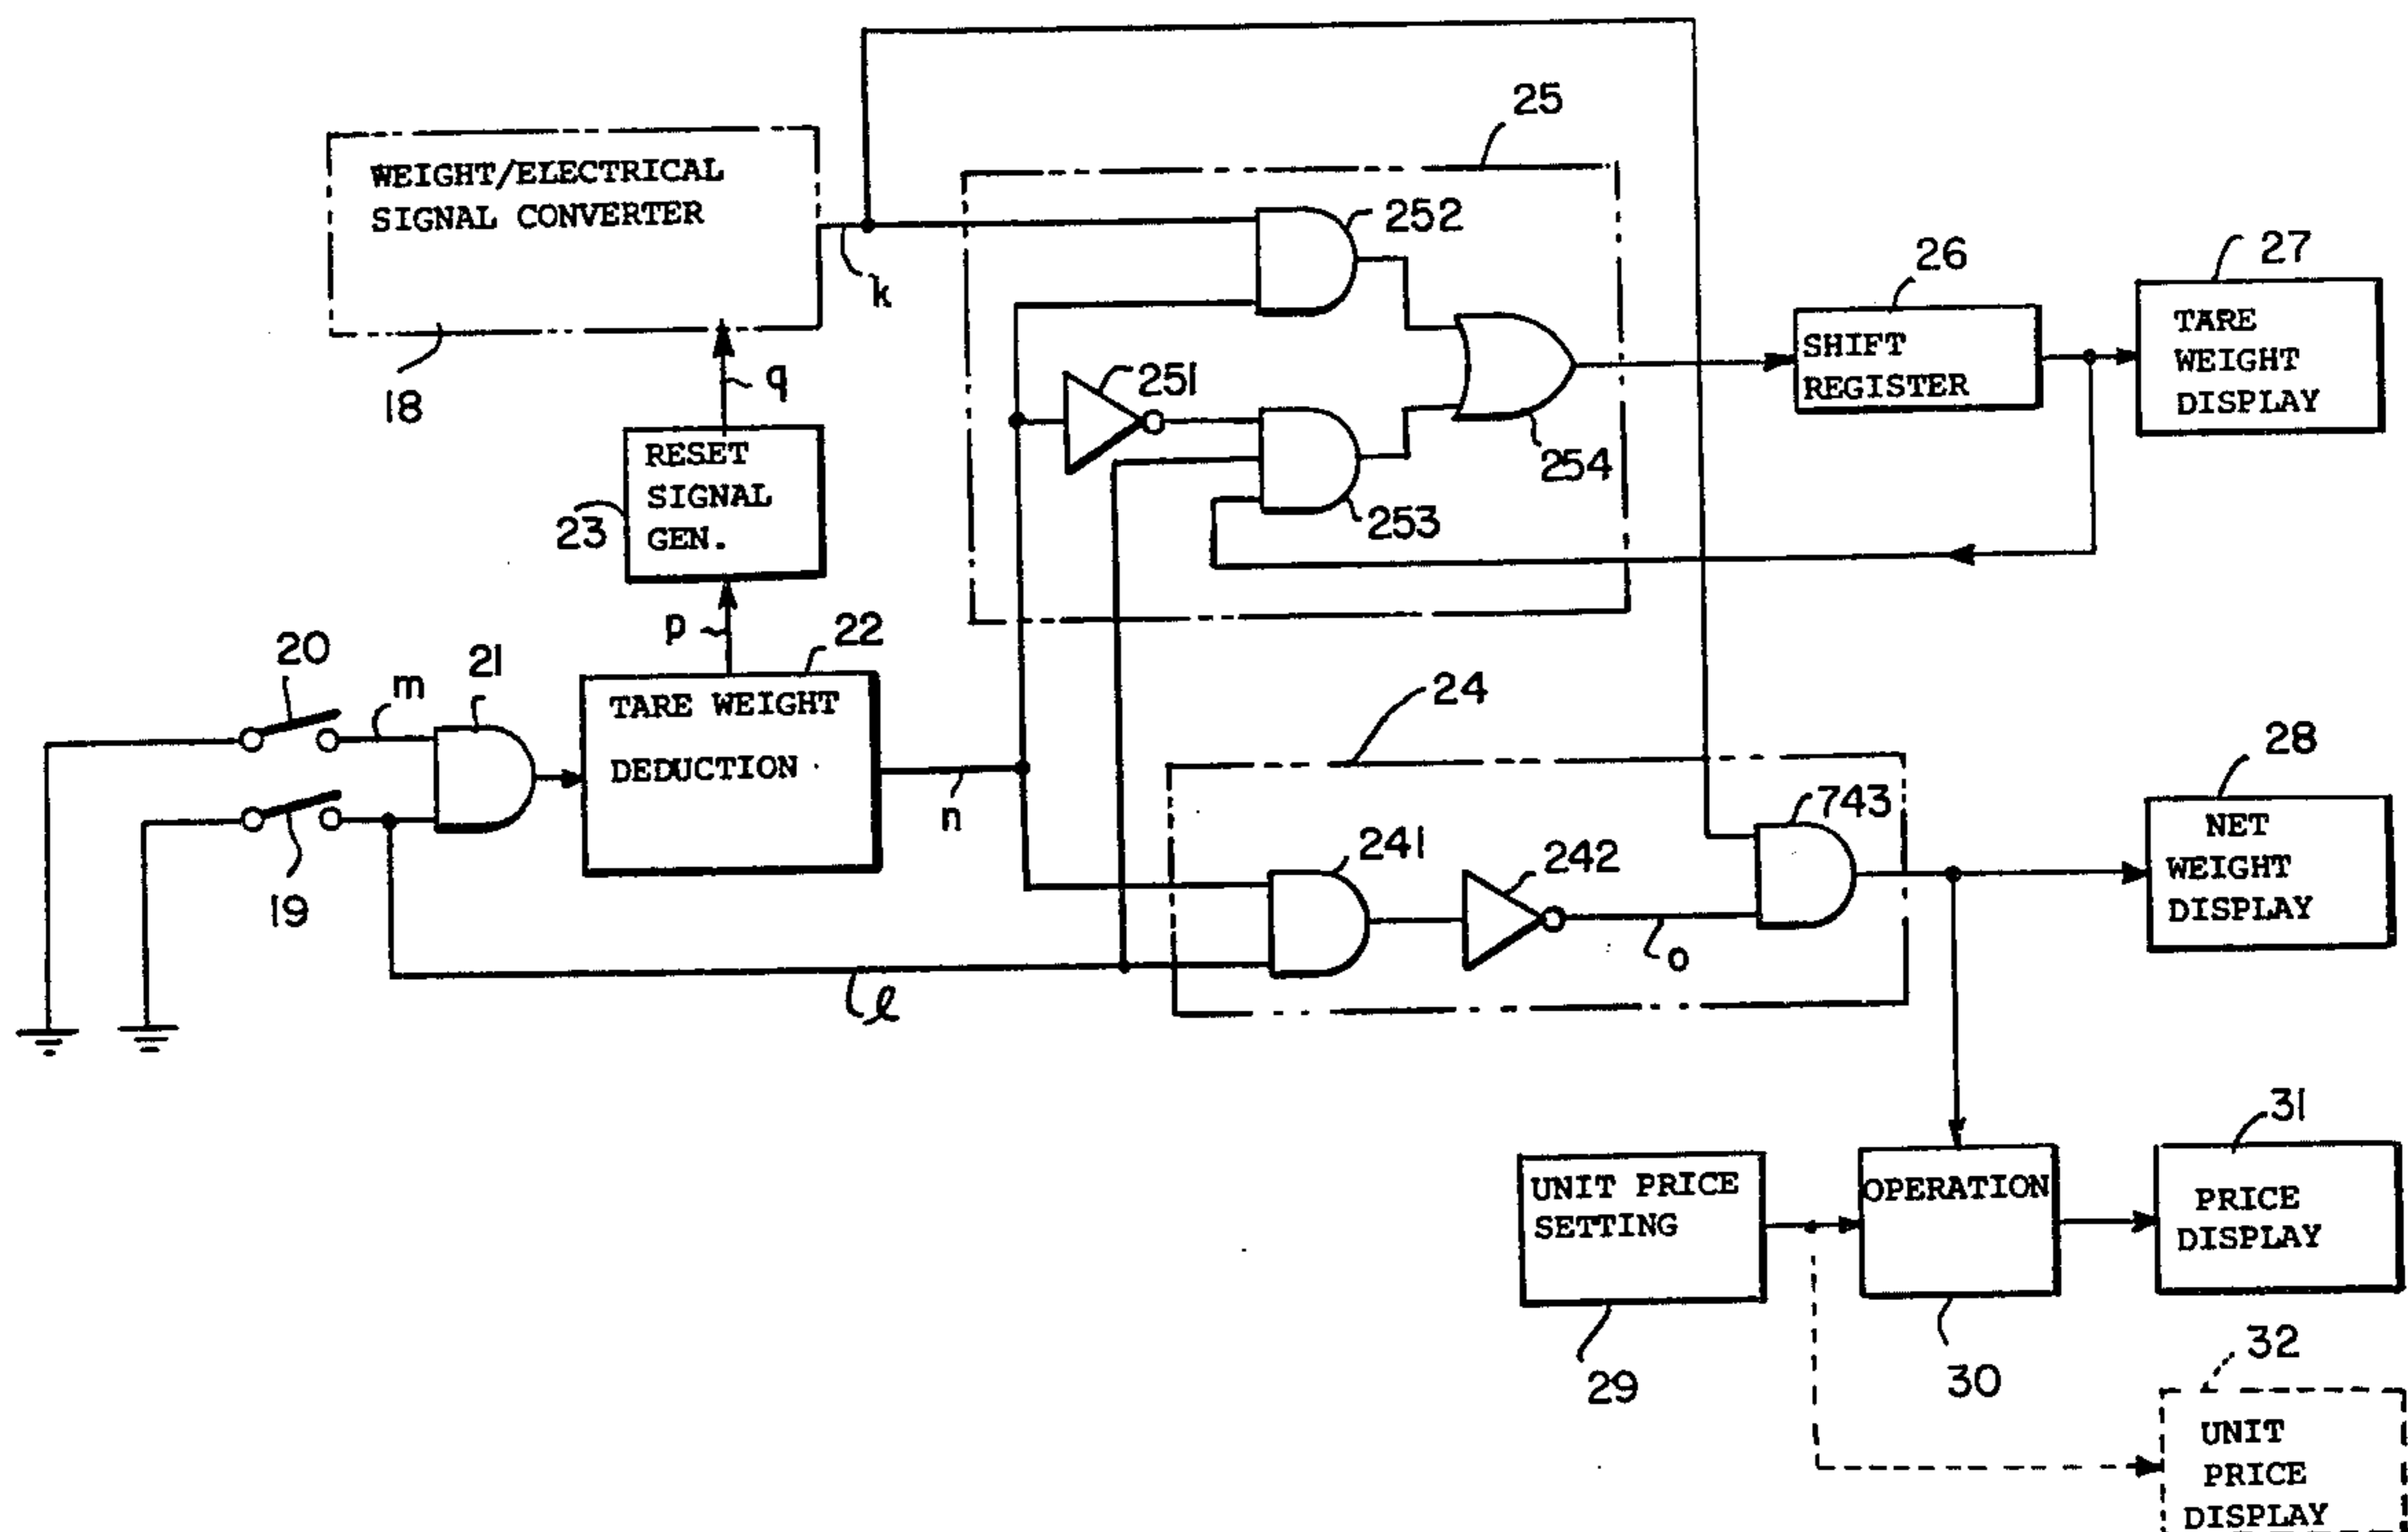 25
WEIGHT/ELECTRICAL
SIGNAL CONVERTER
k
252
26
27
SHIFT
REGISTER
TARE
WEIGHT
DISPLAY
18
q
251
254
253
RESET
SIGNAL
GEN.
23
p
22
20
m
21
TARE WEIGHT
DEDUCTION
n
19
24
28
743
241
242
o
NET
WEIGHT
DISPLAY
l
31
UNIT PRICE
SETTING
OPERATION
PRICE
DISPLAY
29
30
32
UNIT
PRICE
DISPLAY